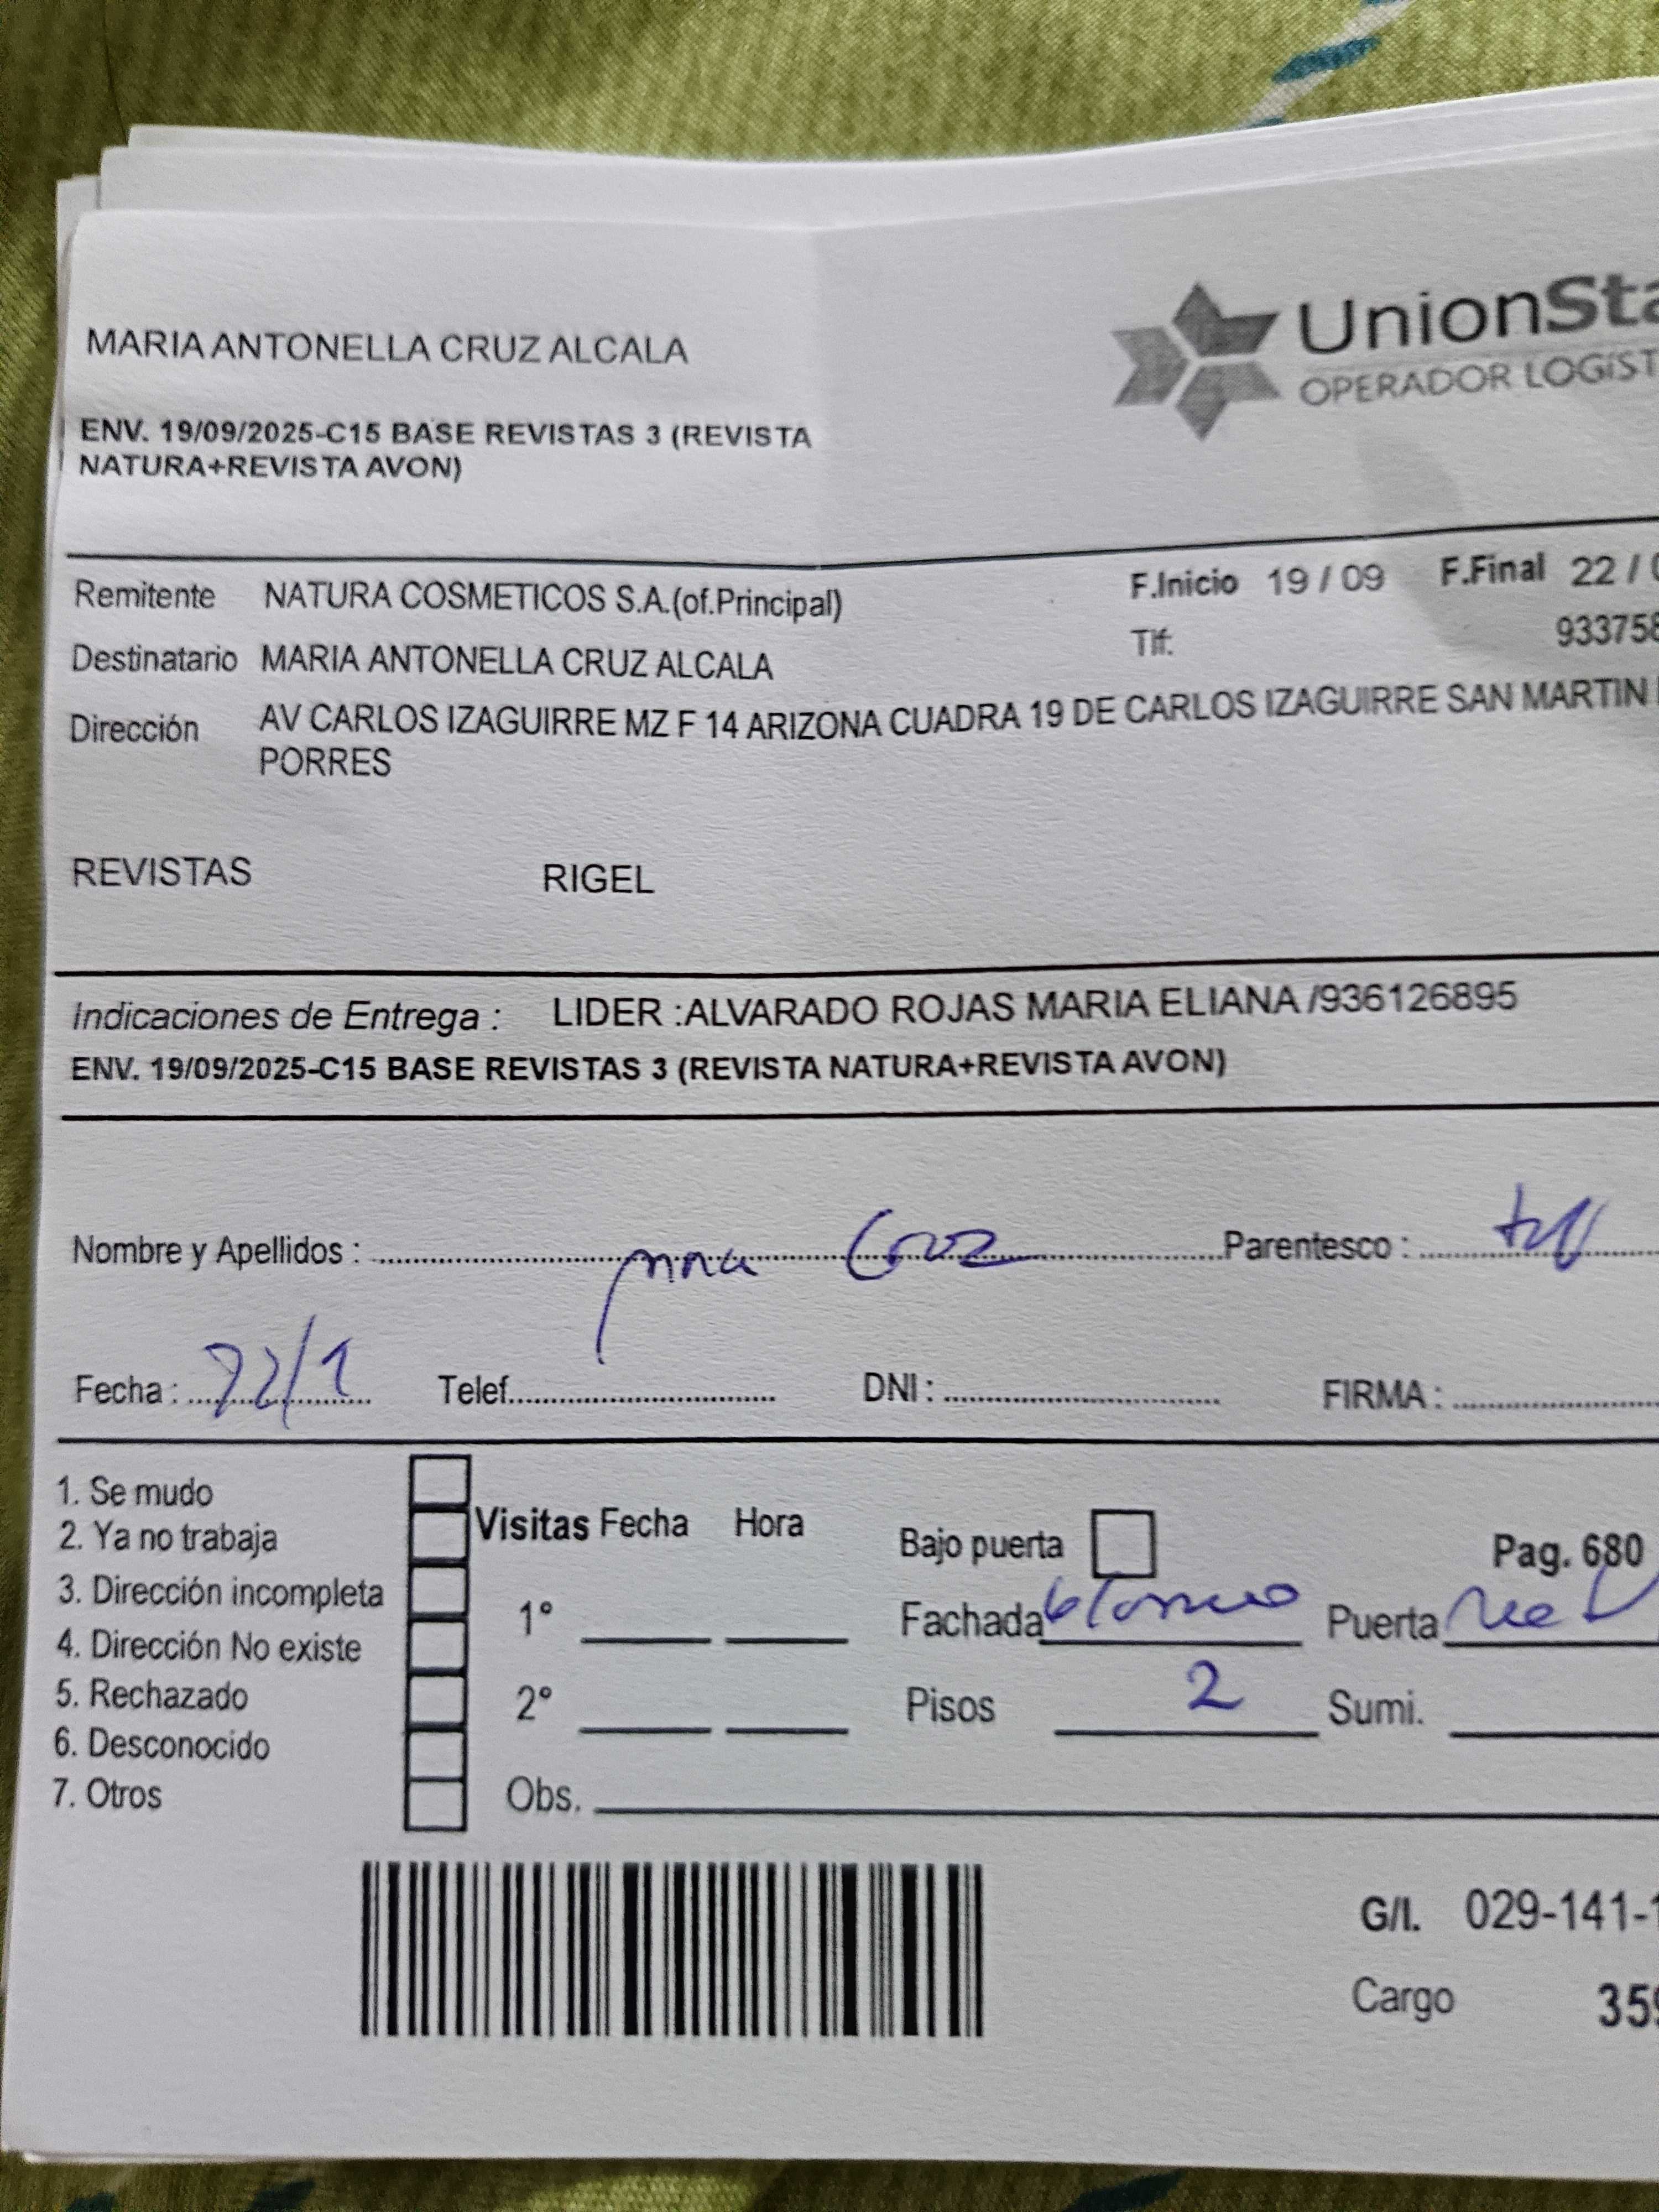 MARIA ANTONELLA CRUZ ALCALA
UnionSta
OPERADOR LOGÍST
ENV. 19/09/2025-C15 BASE REVISTAS 3 (REVISTA
NATURA+REVISTA AVON)
Remitente NATURA COSMETICOS S.A.(of.Principal) F.Inicio 19 / 09 F.Final 22 /
Destinatario MARIA ANTONELLA CRUZ ALCALA Tlf: 933758
Dirección AV CARLOS IZAGUIRRE MZ F 14 ARIZONA CUADRA 19 DE CARLOS IZAGUIRRE SAN MARTIN
PORRES
REVISTAS RIGEL
Indicaciones de Entrega : LIDER :ALVARADO ROJAS MARIA ELIANA /936126895
ENV. 19/09/2025-C15 BASE REVISTAS 3 (REVISTA NATURA+REVISTA AVON)
Nombre y Apellidos : Cruz Parentesco :
Fecha : Telef. DNI : FIRMA :
1. Se mudo
2. Ya no trabaja
3. Dirección incompleta
4. Dirección No existe
5. Rechazado
6. Desconocido
7. Otros
Visitas Fecha Hora
1°
2°
Obs.
Bajo puerta Pag. 680
Fachada blanco Puerta
Pisos 2 Sumi.
G/I. 029-141-1
Cargo 359